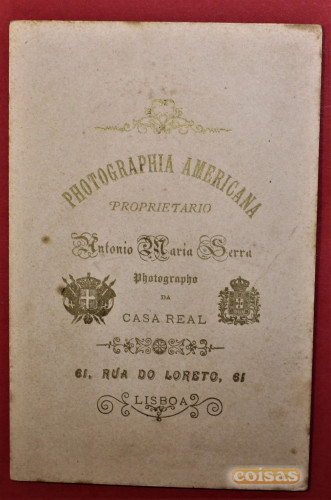 PHOTOGRAPHIA AMERICANA
PROPRIETARIO
Antonio Maria Serra
Photographo
DA
CASA REAL
61, RUA DO LORETO, 61
LISBOA
coisas